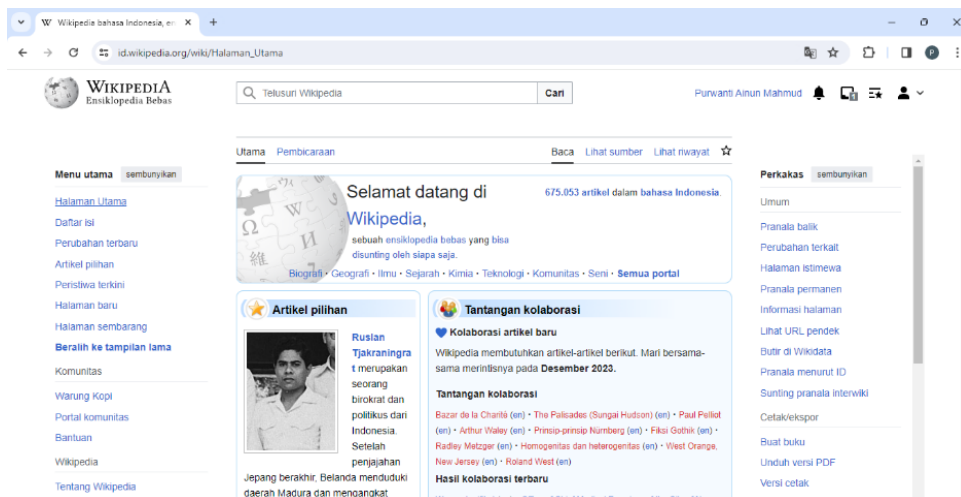 Wikipedia bahasa Indonesia, en
id.wikipedia.org/wiki/Halaman_Utama
P
WIKIPEDIA
Ensiklopedia Bebas
Telusuri Wikipedia
Cari
Purwanti Ainun Mahmud
Utama Pembicaraan
Baca Lihat sumber Lihat riwayat
Menu utama sembunyikan
Halaman Utama
Daftar isi
Perubahan terbaru
Artikel pilihan
Peristiwa terkini
Halaman baru
Halaman sembarang
Beralih ke tampilan lama
Komunitas
Warung Kopi
Portal komunitas
Bantuan
Wikipedia
Tentang Wikipedia
Selamat datang di
Wikipedia,
sebuah ensiklopedia bebas yang bisa
disunting oleh siapa saja.
675.053 artikel dalam bahasa Indonesia.
Biografi • Geografi • Ilmu • Sejarah • Kimia • Teknologi • Komunitas • Seni • Semua portal
Artikel pilihan
Ruslan
Tjakraningra
t merupakan
seorang
birokrat dan
politikus dari
Indonesia.
Setelah
penjajahan
Jepang berakhir, Belanda menduduki
daerah Madura dan mengangkat
Tantangan kolaborasi
Kolaborasi artikel baru
Wikipedia membutuhkan artikel-artikel berikut. Mari bersama-
sama merintisnya pada Desember 2023.
Tantangan kolaborasi
Bazar de la Charité (en) • The Palisades (Sungai Hudson) (en) • Paul Pelliot
(en) • Arthur Waley (en) • Prinsip-prinsip Nürnberg (en) • Fiksi Gothik (en) •
Radley Metzger (en) • Homogenitas dan heterogenitas (en) • West Orange,
New Jersey (en) • Roland West (en)
Hasil kolaborasi terbaru
Perkakas sembunyikan
Umum
Pranala balik
Perubahan terkait
Halaman istimewa
Pranala permanen
Informasi halaman
Lihat URL pendek
Butir di Wikidata
Pranala menurut ID
Sunting pranala interwiki
Cetak/ekspor
Buat buku
Unduh versi PDF
Versi cetak